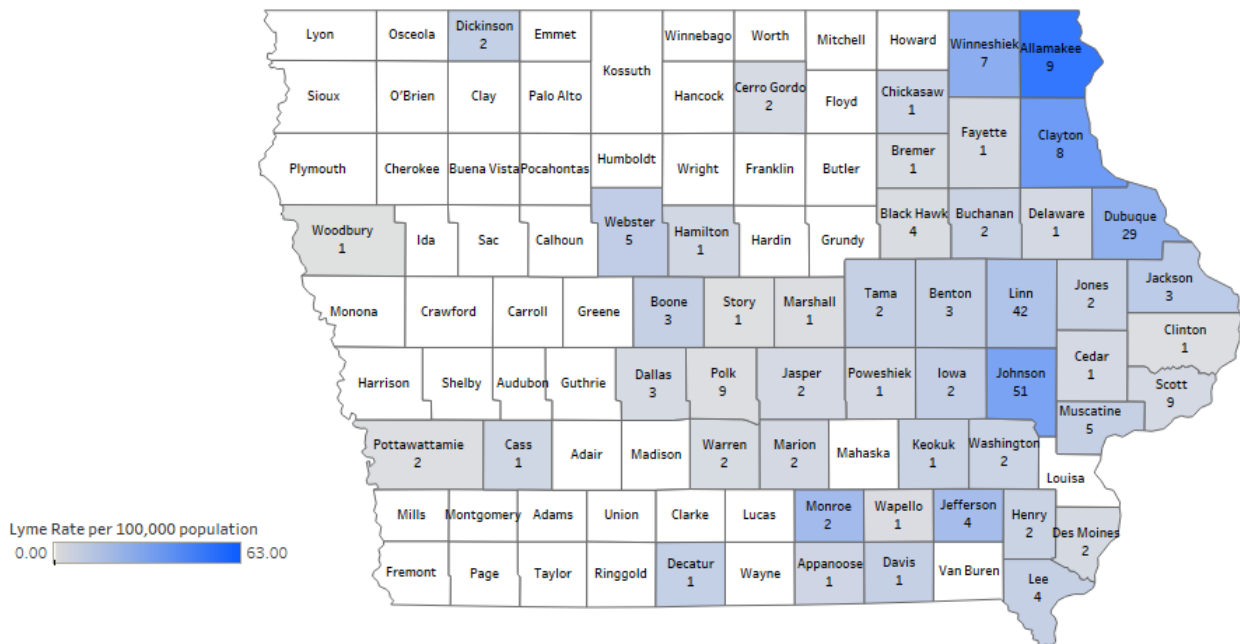 Lyon
Osceola
Dickinson
2
Emmet
Winnebago
Worth
Mitchell
Howard
Winneshiek
7
Allamakee
9
Kossuth
Sioux
O'Brien
Clay
Palo Alto
Hancock
Cerro Gordo
2
Floyd
Chickasaw
1
Fayette
1
Clayton
8
Plymouth
Cherokee
Buena Vista
Pocahontas
Humboldt
Wright
Franklin
Butler
Bremer
1
Woodbury
1
Ida
Sac
Calhoun
Webster
5
Hamilton
1
Hardin
Grundy
Black Hawk
4
Buchanan
2
Delaware
1
Dubuque
29
Monona
Crawford
Carroll
Greene
Boone
3
Story
1
Marshall
1
Tama
2
Benton
3
Linn
42
Jones
2
Jackson
3
Clinton
1
Harrison
Shelby
Audubon
Guthrie
Dallas
3
Polk
9
Jasper
2
Poweshiek
1
Iowa
2
Johnson
51
Cedar
1
Scott
9
Muscatine
5
Pottawattamie
2
Cass
1
Adair
Madison
Warren
2
Marion
2
Mahaska
Keokuk
1
Washington
2
Louisa
Mills
Montgomery
Adams
Union
Clarke
Lucas
Monroe
2
Wapello
1
Jefferson
4
Henry
2
Des Moines
2
Fremont
Page
Taylor
Ringgold
Decatur
1
Wayne
Appanoose
1
Davis
1
Van Buren
Lee
4
Lyme Rate per 100,000 population
0.00
63.00